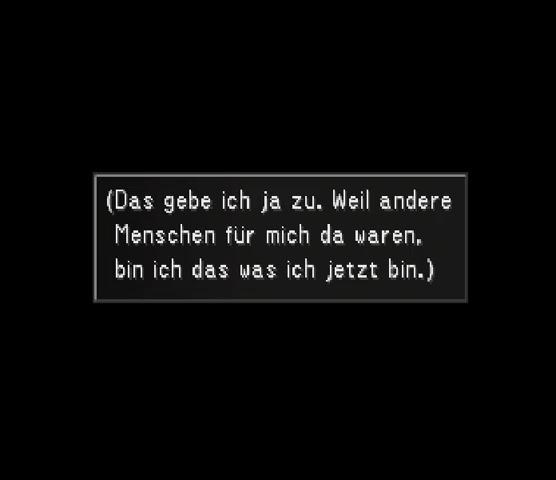 (Das gebe ich ja zu. Weil andere
Menschen für mich da waren,
bin ich das was ich jetzt bin.)